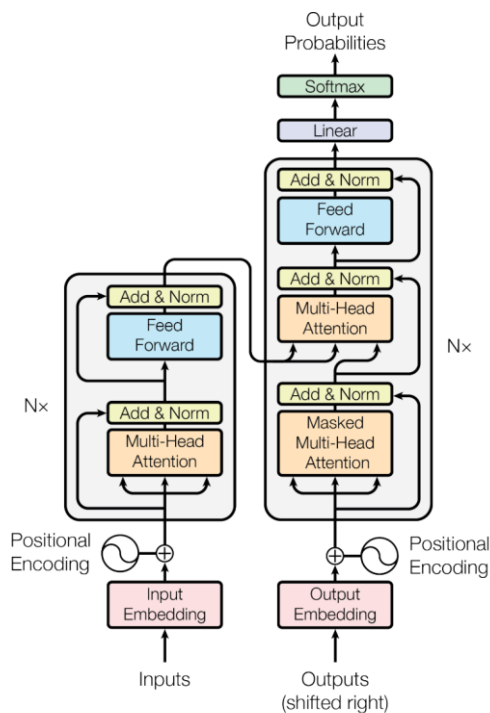 Output
Probabilities
Softmax
Linear
Add & Norm
Feed
Forward
Add & Norm
Multi-Head
Attention
Add & Norm
Masked
Multi-Head
Attention
N×
Positional
Encoding
Output
Embedding
Outputs
(shifted right)
Add & Norm
Feed
Forward
Add & Norm
Multi-Head
Attention
N×
Positional
Encoding
Input
Embedding
Inputs